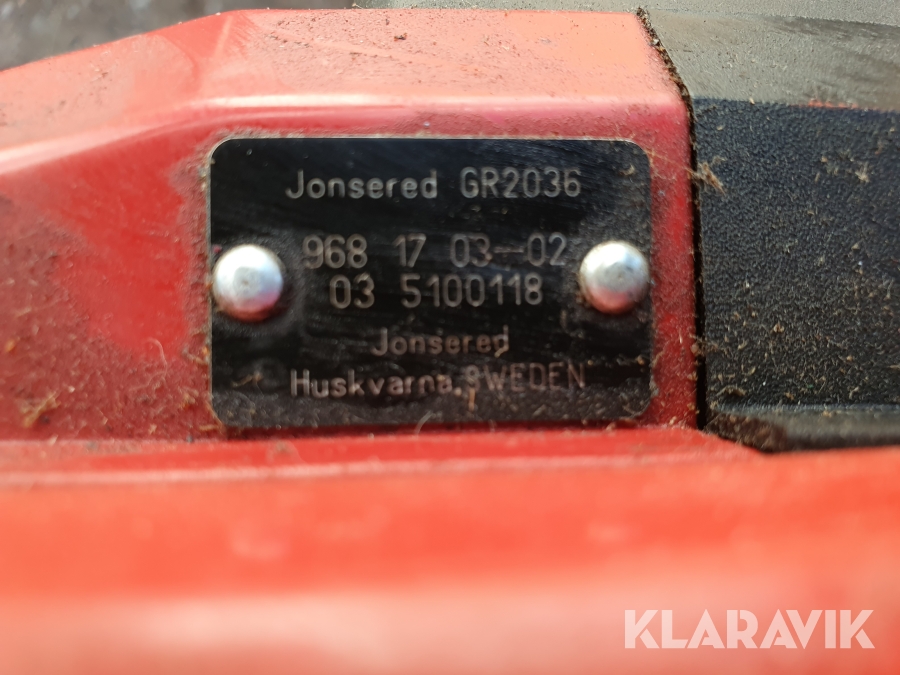 Jonsered GR2036
968 17 03-02
03 5100118
Jonsered
Huskvarna, SWEDEN
KLARAVIK